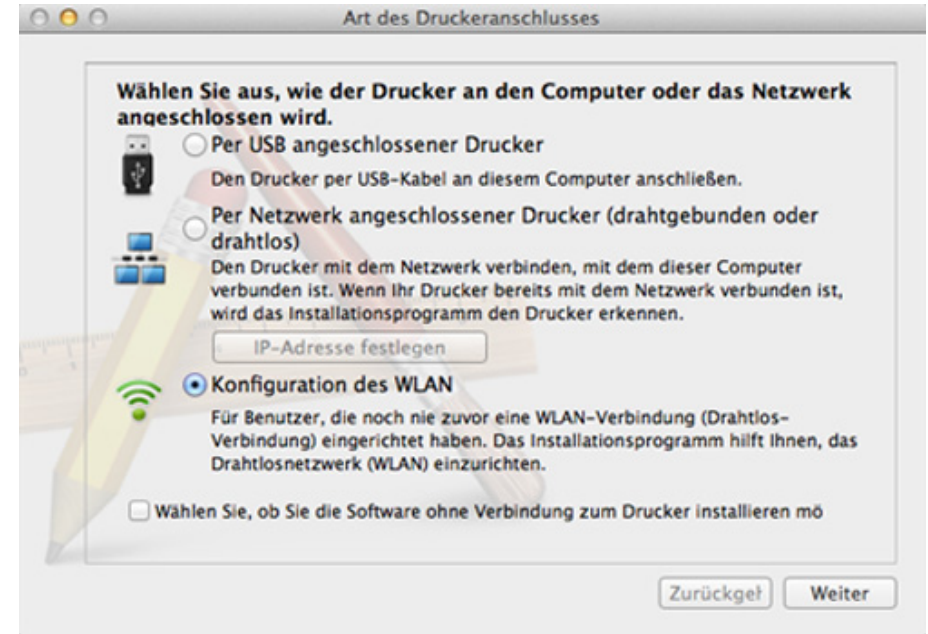 Art des Druckeranschlusses
Wählen Sie aus, wie der Drucker an den Computer oder das Netzwerk
angeschlossen wird.
Per USB angeschlossener Drucker
Den Drucker per USB-Kabel an diesem Computer anschließen.
Per Netzwerk angeschlossener Drucker (drahtgebunden oder
drahtlos)
Den Drucker mit dem Netzwerk verbinden, mit dem dieser Computer
verbunden ist. Wenn Ihr Drucker bereits mit dem Netzwerk verbunden ist,
wird das Installationsprogramm den Drucker erkennen.
IP-Adresse festlegen
Konfiguration des WLAN
Für Benutzer, die noch nie zuvor eine WLAN-Verbindung (Drahtlos-
Verbindung) eingerichtet haben. Das Installationsprogramm hilft Ihnen, das
Drahtlosnetzwerk (WLAN) einzurichten.
Wählen Sie, ob Sie die Software ohne Verbindung zum Drucker installieren mö
Zurückgeh Weiter